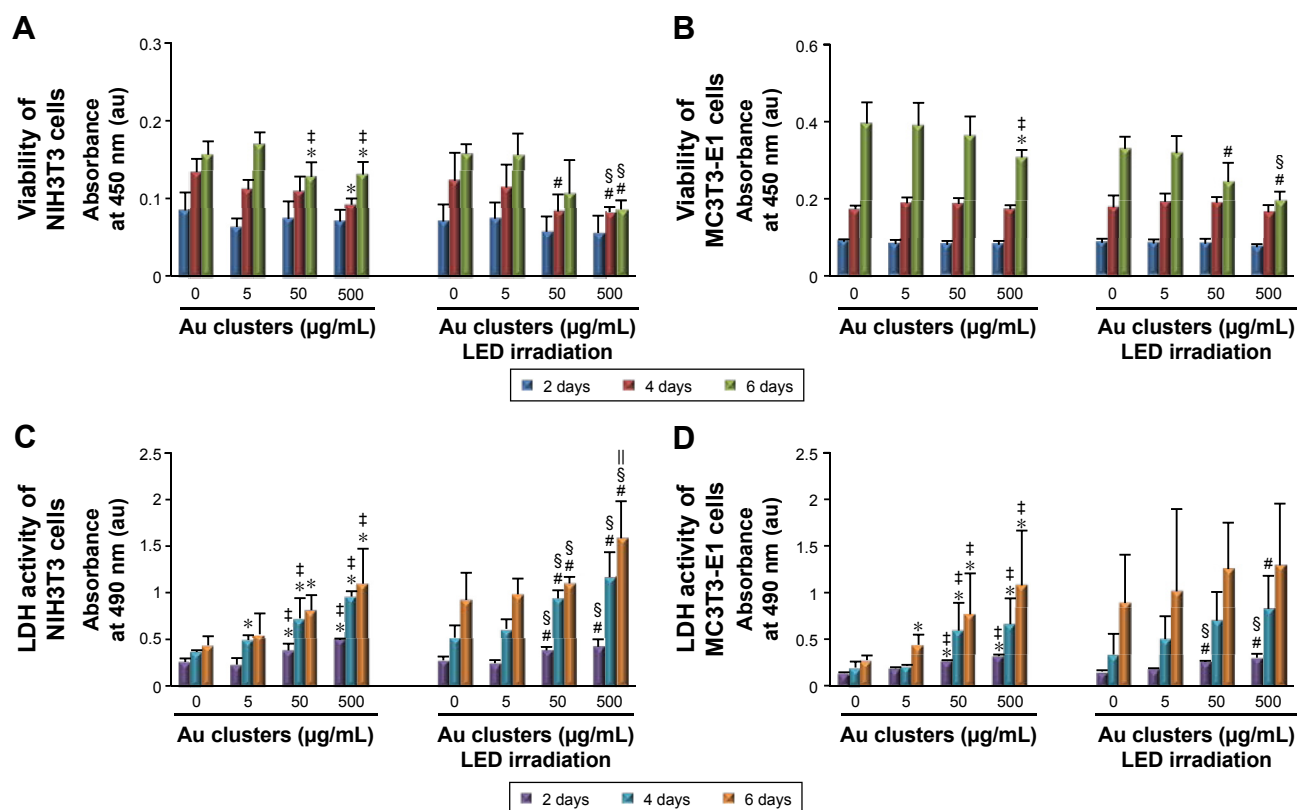 A
Viability of
NIH3T3 cells
Absorbance
at 450 nm (au)
0.3
0.2
0.1
0
‡
*
‡
*
*
#
§
#
§
#
0 5 50 500
0 5 50 500
Au clusters (µg/mL)
Au clusters (µg/mL)
LED irradiation
B
Viability of
MC3T3-E1 cells
Absorbance
at 450 nm (au)
0.6
0.4
0.2
0
‡
*
#
§
#
0 5 50 500
0 5 50 500
Au clusters (µg/mL)
Au clusters (µg/mL)
LED irradiation
2 days 4 days 6 days
C
LDH activity of
NIH3T3 cells
Absorbance
at 490 nm (au)
2.5
2
1.5
1
0.5
0
*
‡
*
‡
*
*
‡
*
‡
*
‡
*
§
#
§
#
§
#
§
#
§
#
||
§
#
0 5 50 500
0 5 50 500
Au clusters (µg/mL)
Au clusters (µg/mL)
LED irradiation
D
LDH activity of
MC3T3-E1 cells
Absorbance
at 490 nm (au)
2.5
2
1.5
1
0.5
0
*
‡
*
‡
*
‡
*
‡
*
‡
*
‡
*
§
#
§
#
#
0 5 50 500
0 5 50 500
Au clusters (µg/mL)
Au clusters (µg/mL)
LED irradiation
2 days 4 days 6 days